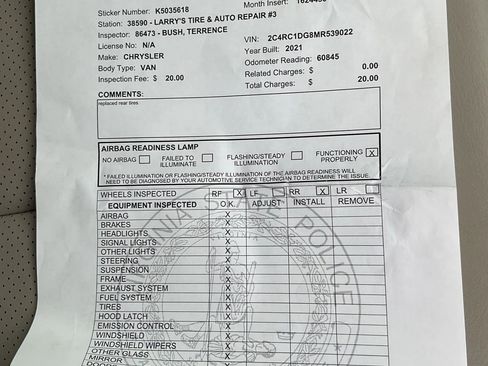 Sticker Number: K5035618
Month Insert:
Station: 38590 - LARRY'S TIRE & AUTO REPAIR #3
Inspector: 86473 - BUSH, TERRENCE
License No: N/A
VIN: 2C4RC1DG8MR539022
Make: CHRYSLER
Year Built: 2021
Body Type: VAN
Odometer Reading: 60845
Inspection Fee: $ 20.00
Related Charges: $ 0.00
Total Charges: $ 20.00
COMMENTS:
replaced rear tires
AIRBAG READINESS LAMP
NO AIRBAG FAILED TO ILLUMINATE FLASHING/STEADY ILLUMINATION FUNCTIONING PROPERLY X
* FAILED ILLUMINATION OR FLASHING/STEADY ILLUMINATION OF THE AIRBAG READINESS WILL
NEED TO BE DIAGNOSED BY YOUR AUTOMOTIVE SERVICE TECHNICIAN TO DETERMINE THE ISSUE.
WHEELS INSPECTED RF X LF RR X LR
EQUIPMENT INSPECTED O.K. ADJUST INSTALL REMOVE
AIRBAG X
BRAKES X
HEADLIGHTS X
SIGNAL LIGHTS X
OTHER LIGHTS X
STEERING X
SUSPENSION X
FRAME X
EXHAUST SYSTEM X
FUEL SYSTEM X
TIRES X
HOOD LATCH X
EMISSION CONTROL X
WINDSHIELD X
WINDSHIELD WIPERS X
OTHER GLASS X
MIRROR X
STATE POLICE